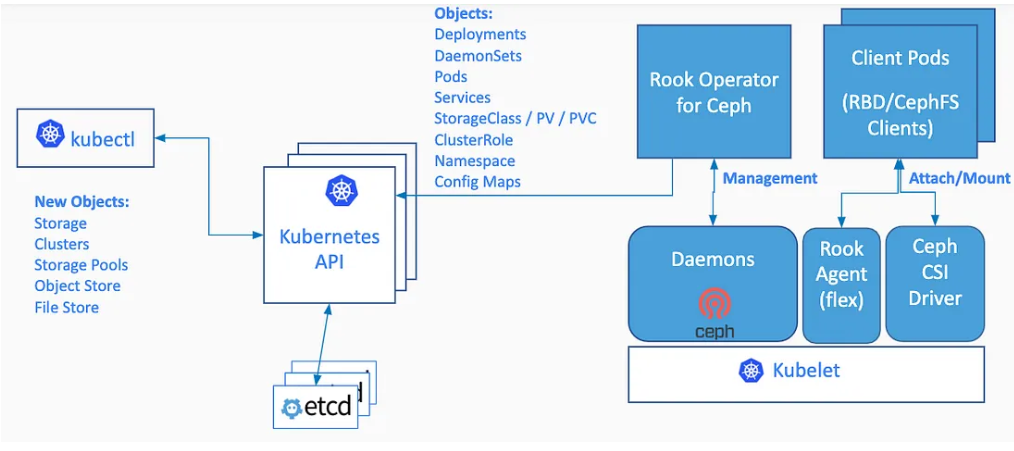 Objects:
Deployments
DaemonSets
Pods
Services
StorageClass / PV / PVC
ClusterRole
Namespace
Config Maps
kubectl
New Objects:
Storage
Clusters
Storage Pools
Object Store
File Store
Kubernetes
API
etcd
Rook Operator
for Ceph
Client Pods
(RBD/CephFS
Clients)
Management
Attach/Mount
Daemons
ceph
Rook
Agent
(flex)
Ceph
CSI
Driver
Kubelet